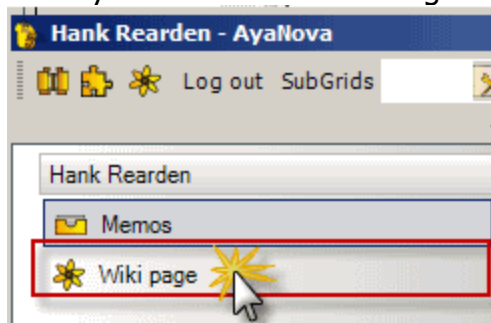 Hank Rearden - AyaNova
Log out SubGrids
Hank Rearden
Memos
Wiki page